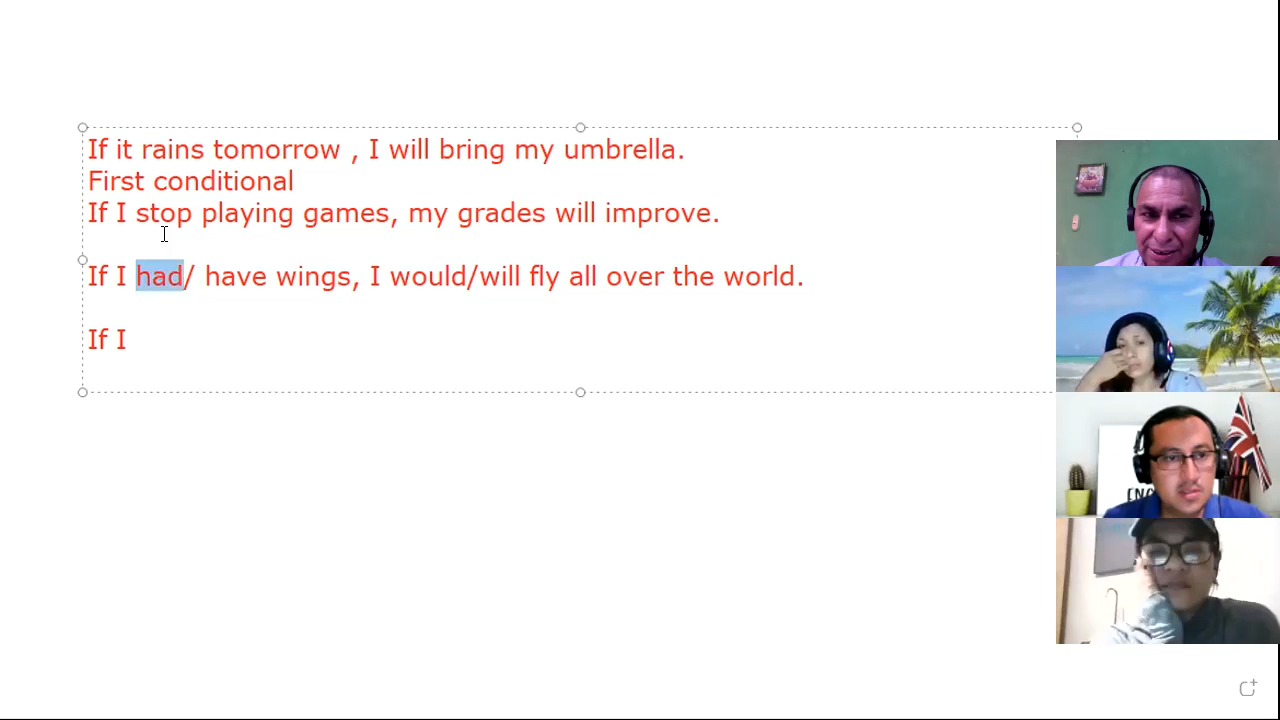 If it rains tomorrow , I will bring my umbrella.
First conditional
If I stop playing games, my grades will improve.
If I had/ have wings, I would/will fly all over the world.
If I